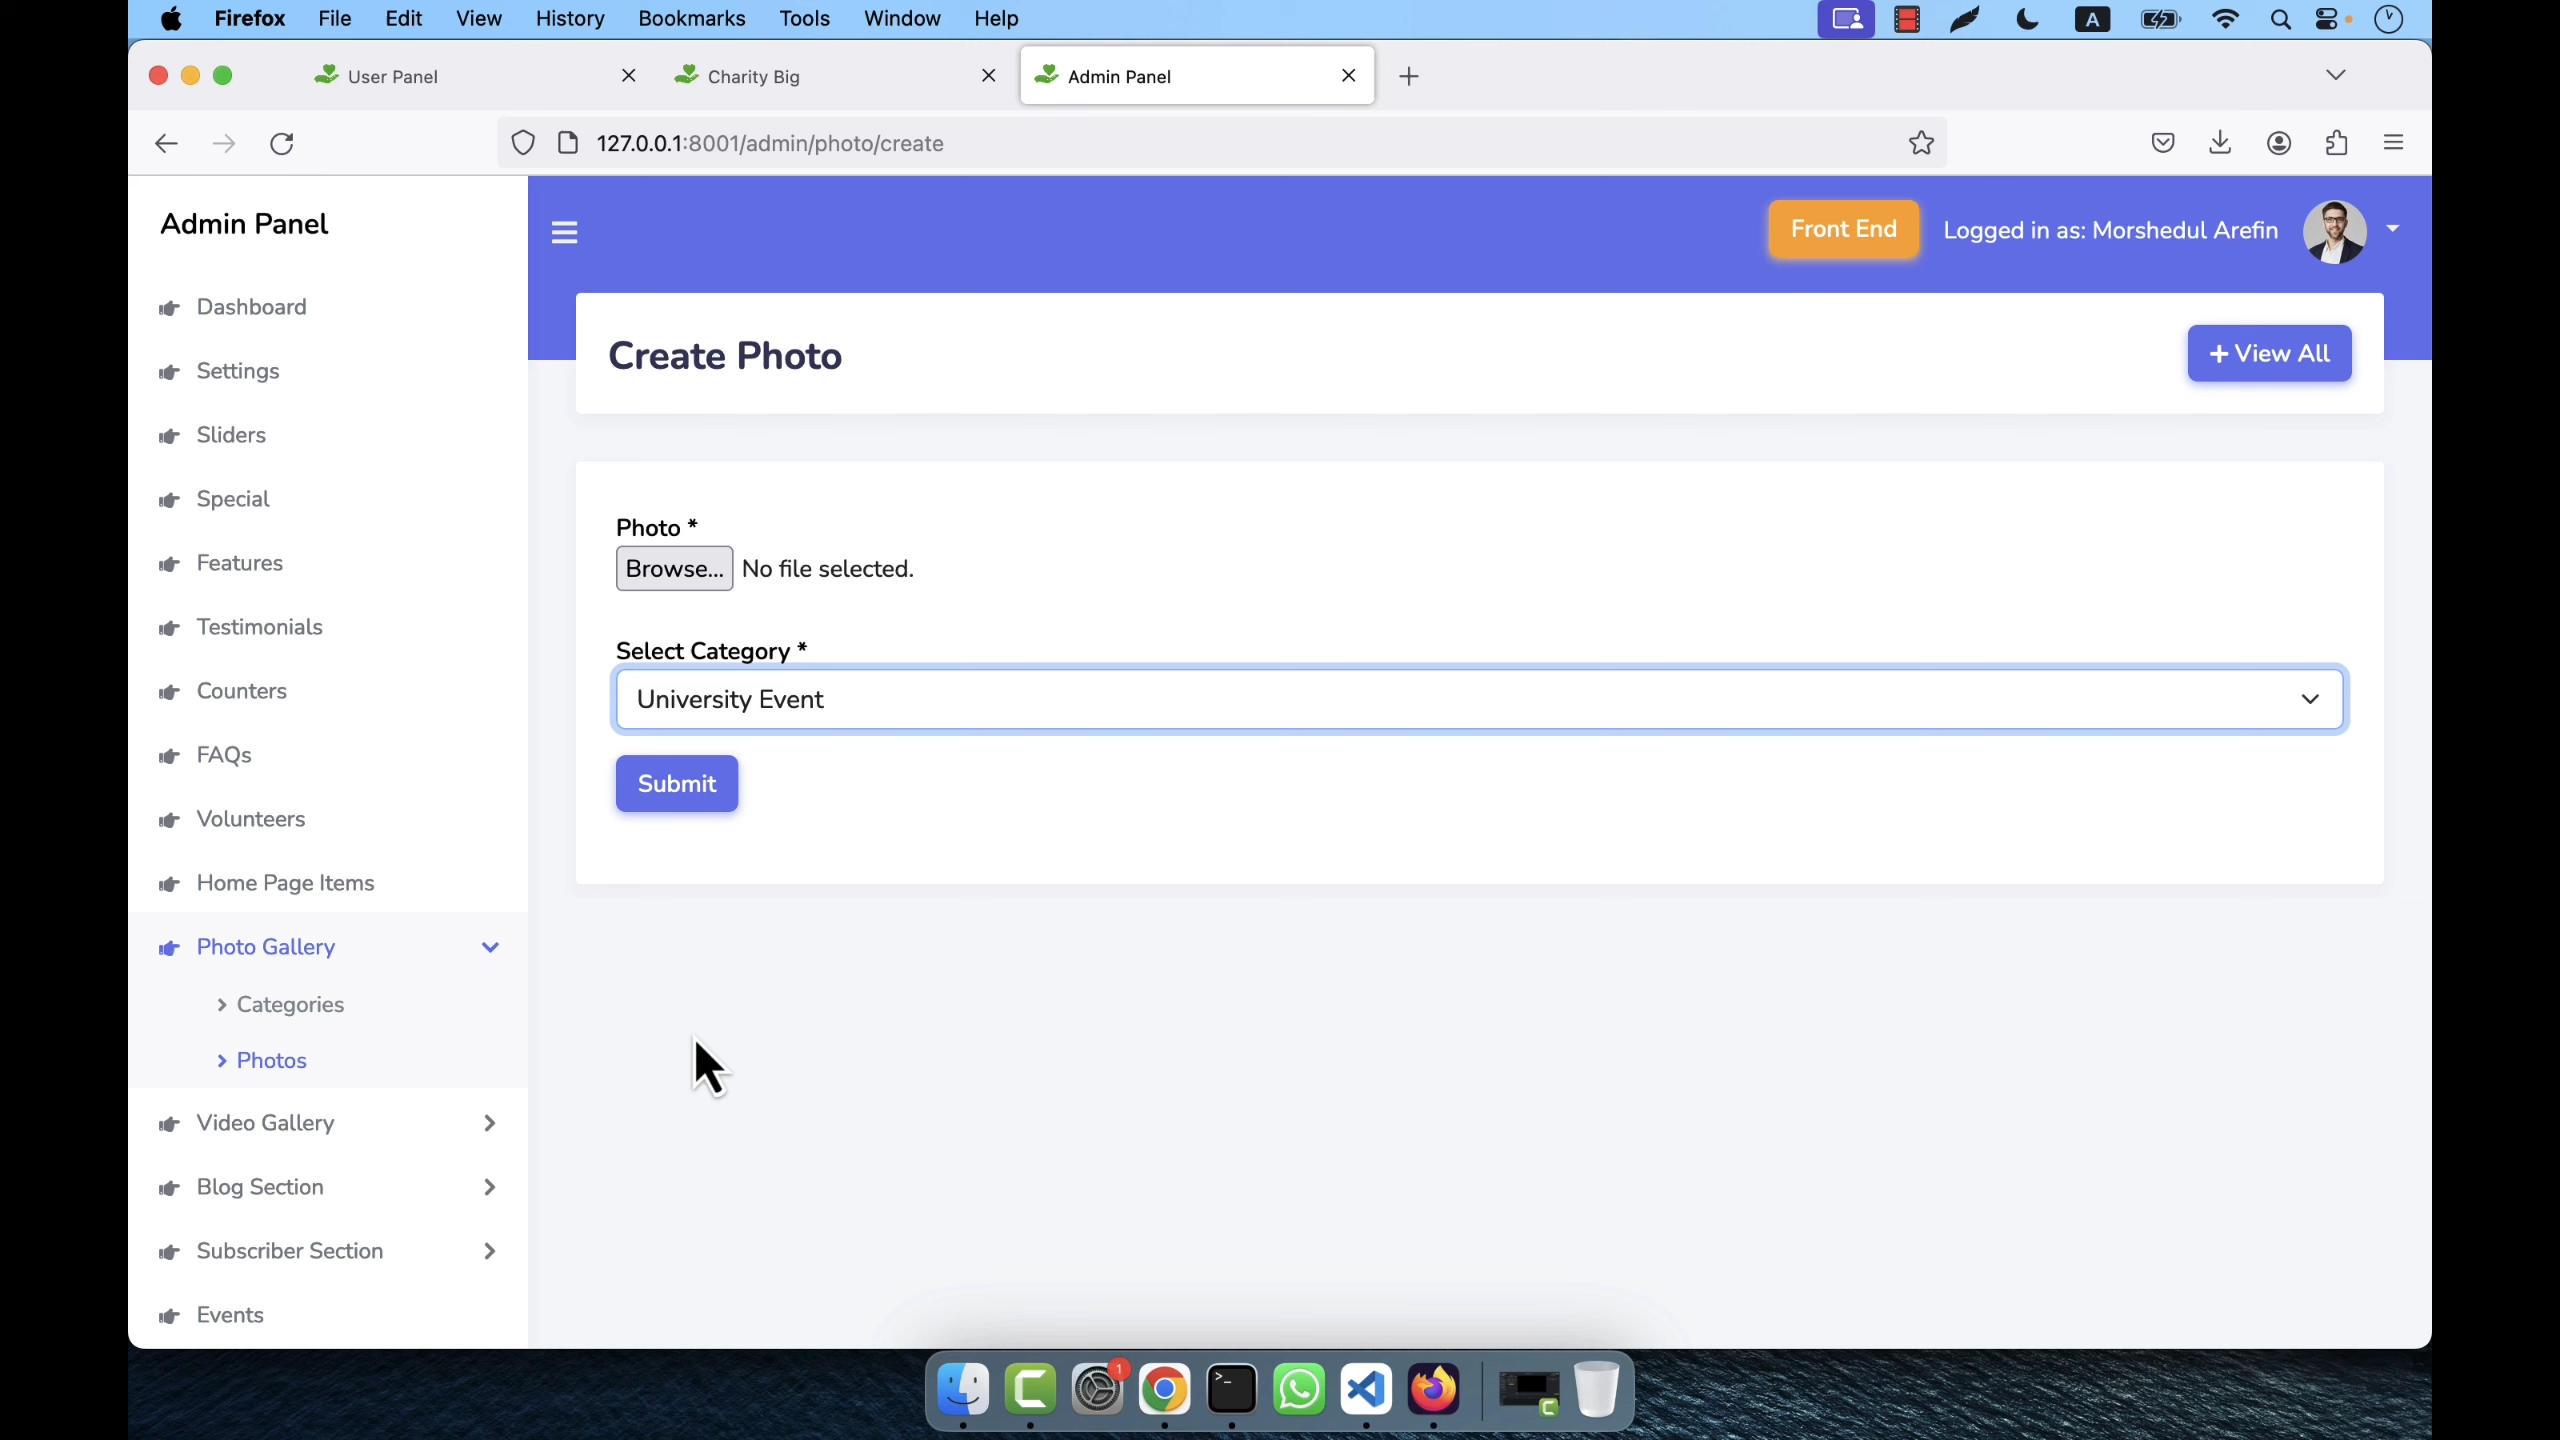 Firefox File Edit View History Bookmarks Tools Window Help A
User Panel Charity Big Admin Panel
127.0.0.1:8001/admin/photo/create
Admin Panel
Front End Logged in as: Morshedul Arefin
Dashboard
Settings
Sliders
Special
Features
Testimonials
Counters
FAQs
Volunteers
Home Page Items
Photo Gallery
Categories
Photos
Video Gallery
Blog Section
Subscriber Section
Events
Create Photo
View All
Photo *
Browse... No file selected.
Select Category *
University Event
Submit
1